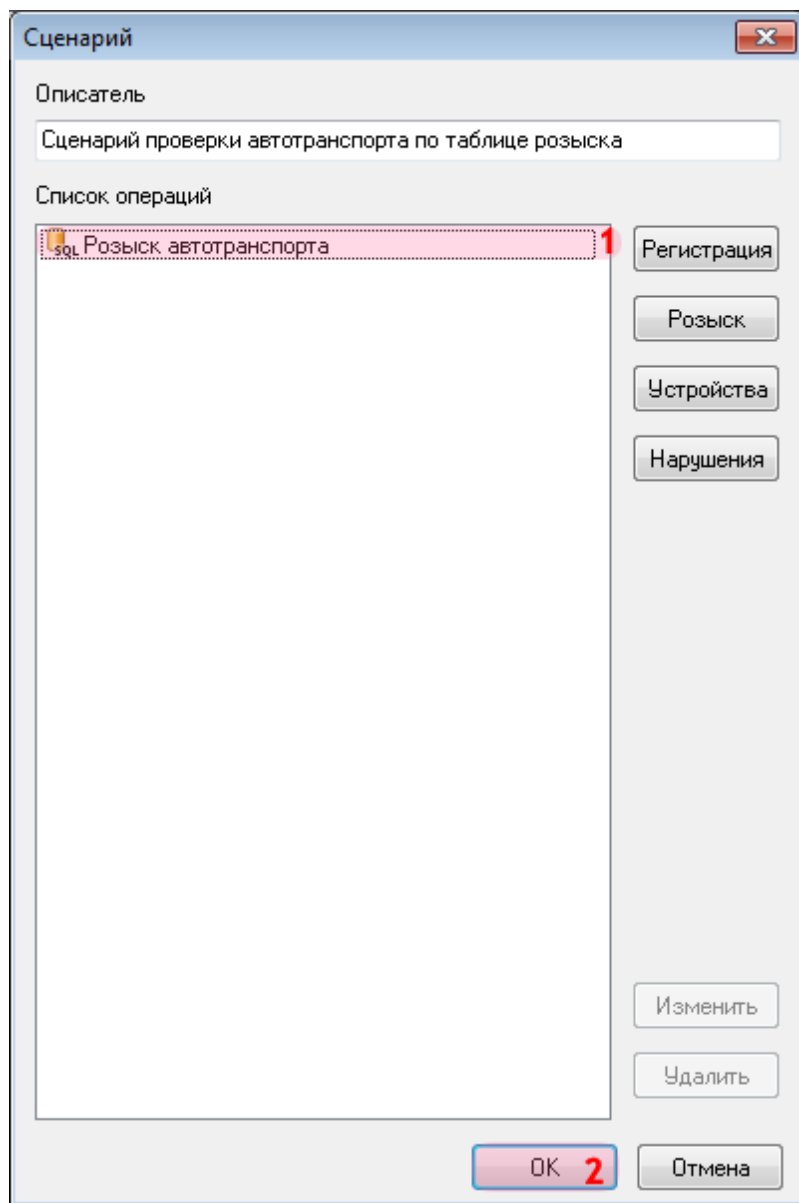 Сценарий
Описатель
Сценарий проверки автотранспорта по таблице розыска
Список операций
SQL Розыск автотранспорта 1
Регистрация
Розыск
Устройства
Нарушения
Изменить
Удалить
OK 2
Отмена